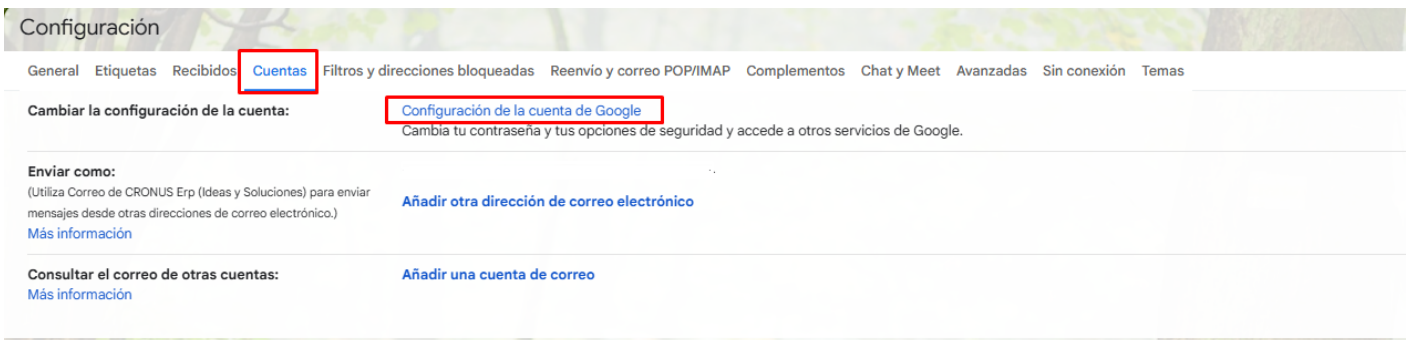 Configuración
General Etiquetas Recibidos Cuentas Filtros y direcciones bloqueadas Reenvío y correo POP/IMAP Complementos Chat y Meet Avanzadas Sin conexión Temas
Cambiar la configuración de la cuenta: Configuración de la cuenta de Google
Cambia tu contraseña y tus opciones de seguridad y accede a otros servicios de Google.
Enviar como:
(Utiliza Correo de CRONUS Erp (Ideas y Soluciones) para enviar
mensajes desde otras direcciones de correo electrónico.)
Más información
Añadir otra dirección de correo electrónico
Consultar el correo de otras cuentas: Añadir una cuenta de correo
Más información